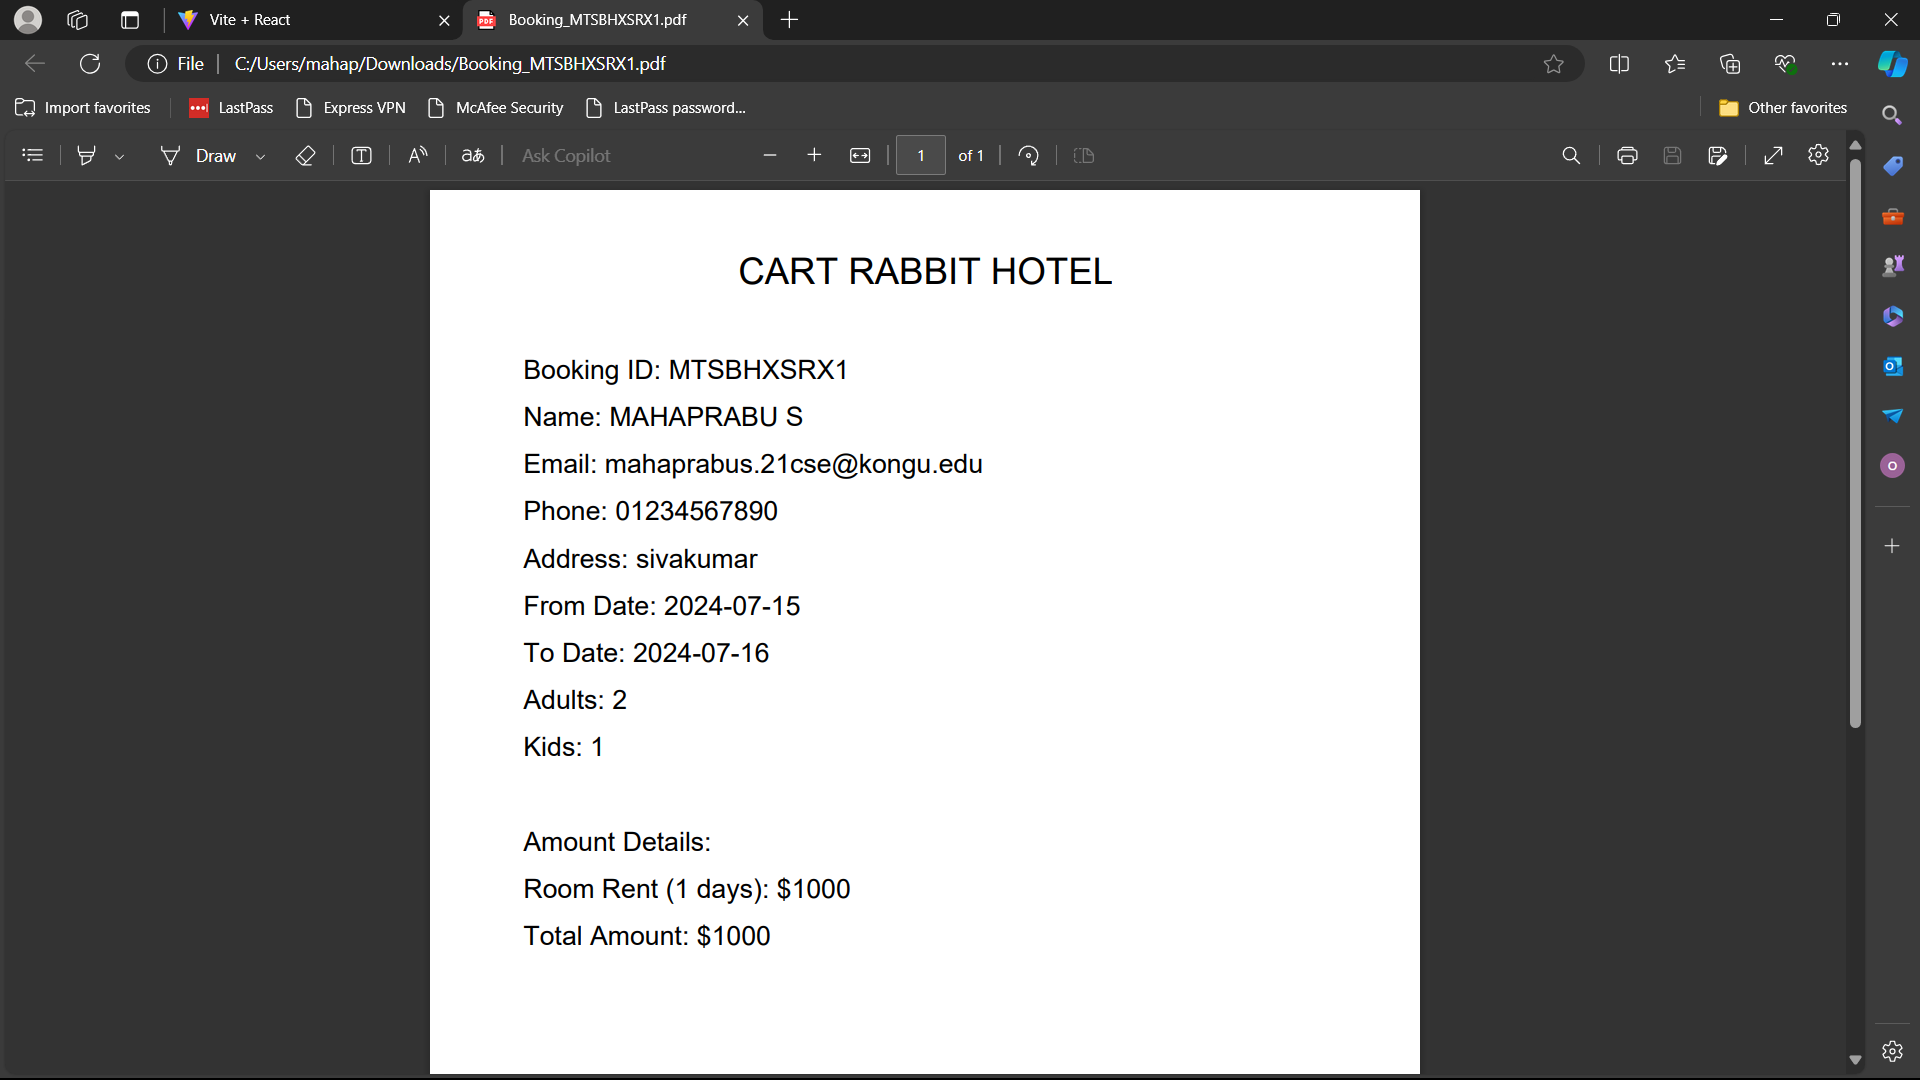 Vite + React
Booking_MTSBHXSRX1.pdf
File
C:/Users/mahap/Downloads/Booking_MTSBHXSRX1.pdf
Import favorites
LastPass
Express VPN
McAfee Security
LastPass password...
Other favorites
Draw
aあ
Ask Copilot
1
of 1
CART RABBIT HOTEL
Booking ID: MTSBHXSRX1
Name: MAHAPRABU S
Email: mahaprabus.21cse@kongu.edu
Phone: 01234567890
Address: sivakumar
From Date: 2024-07-15
To Date: 2024-07-16
Adults: 2
Kids: 1
Amount Details:
Room Rent (1 days): $1000
Total Amount: $1000